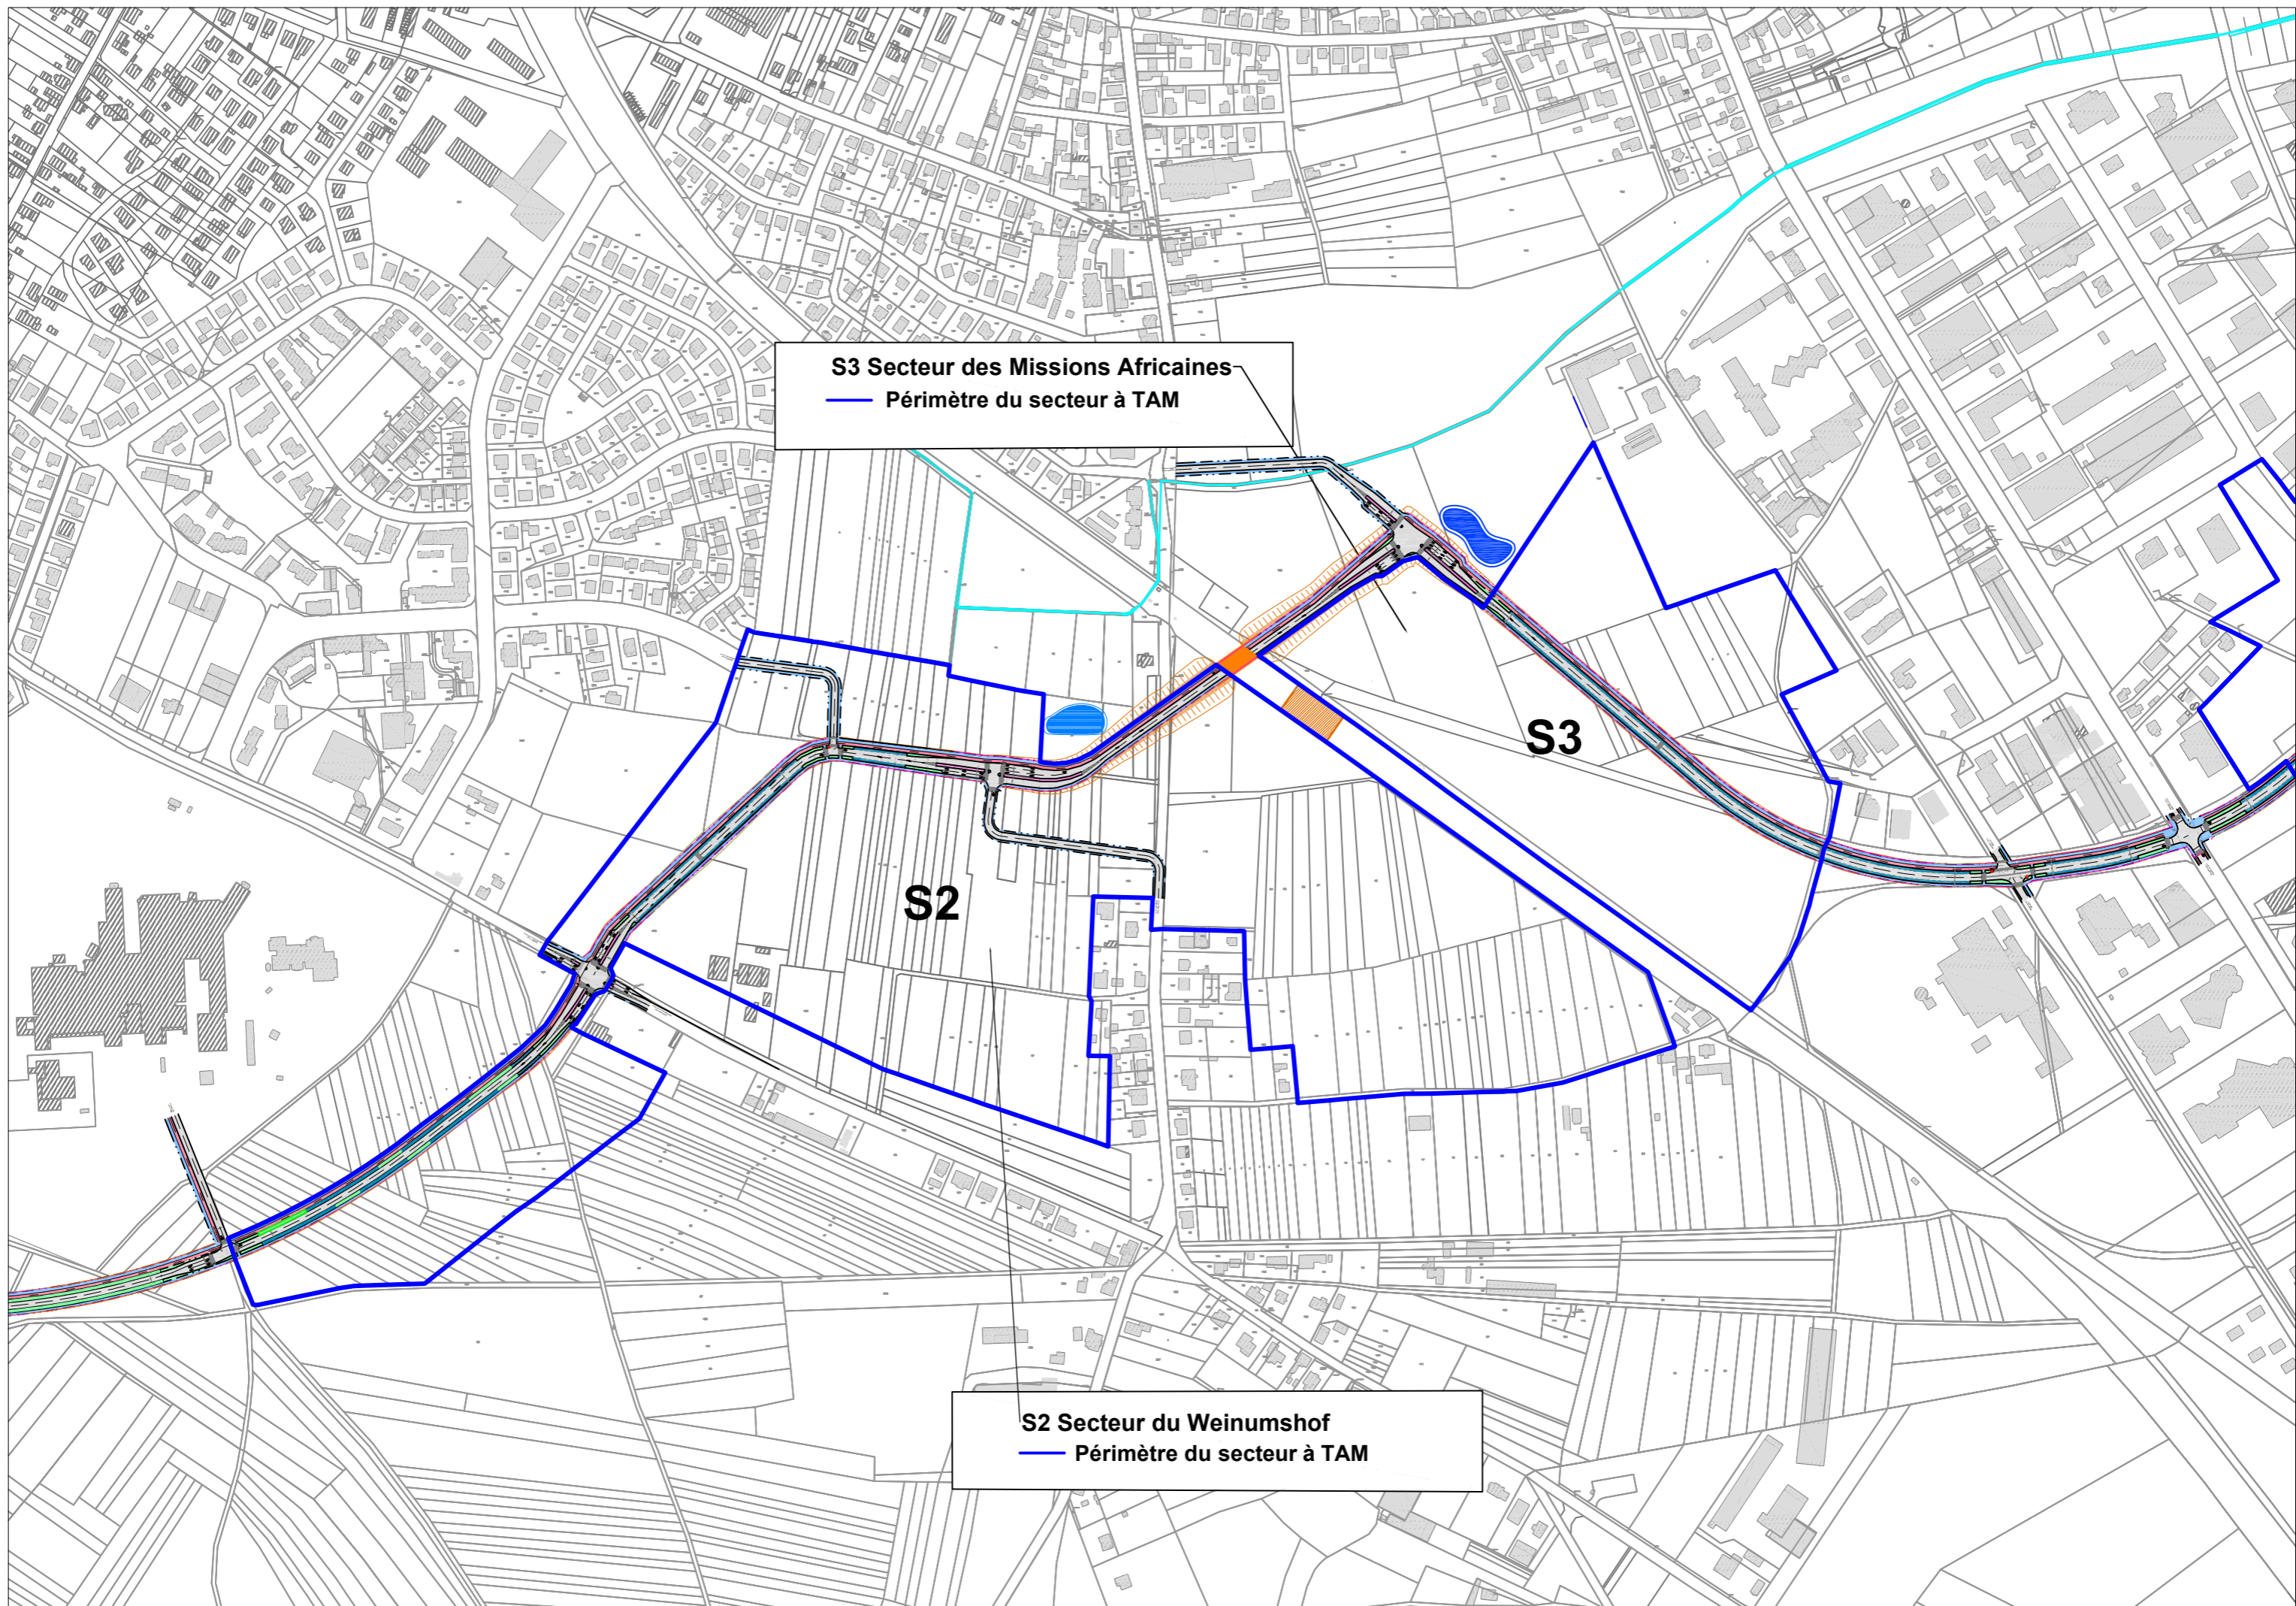 S3 Secteur des Missions Africaines
Périmètre du secteur à TAM
S3
S2
S2 Secteur du Weinumshof
Périmètre du secteur à TAM